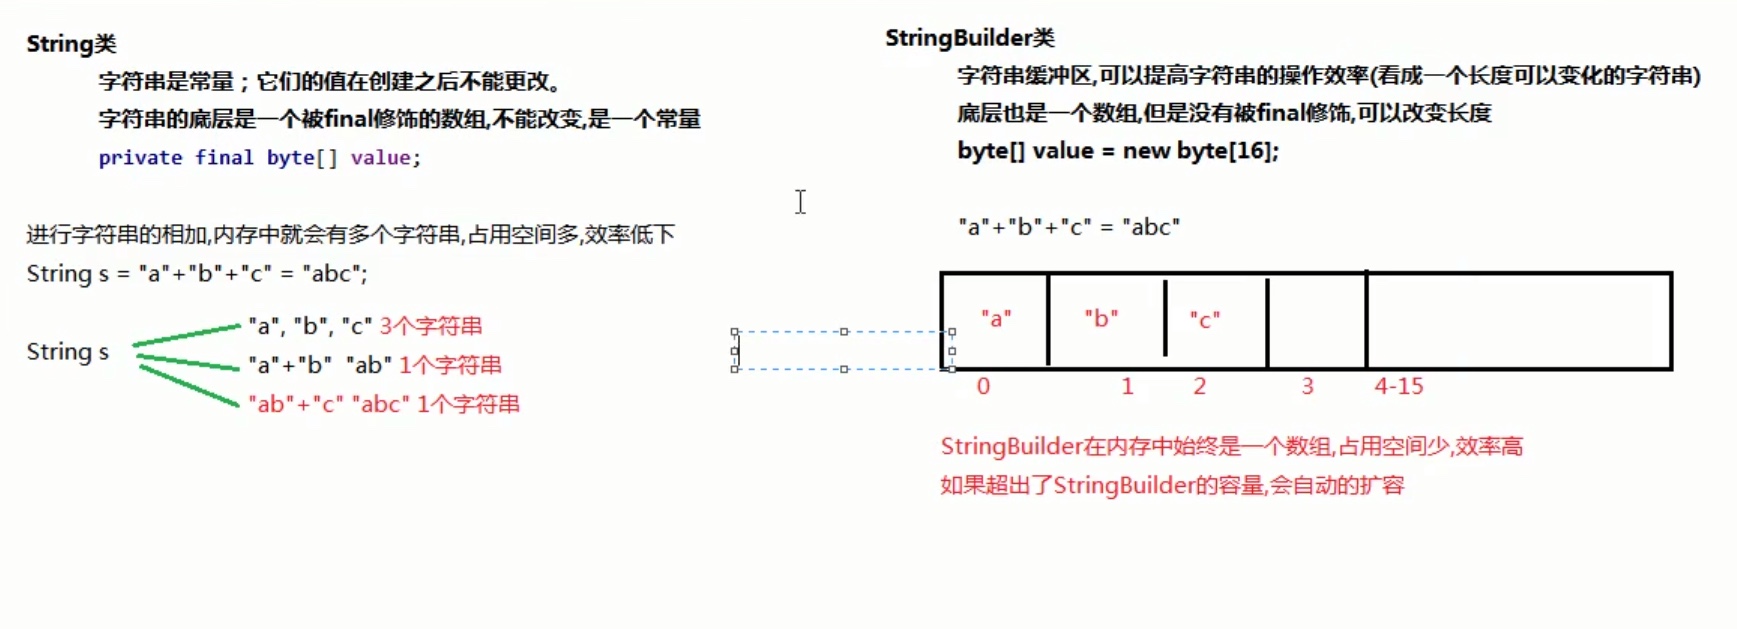 String类
字符串是常量；它们的值在创建之后不能更改。
字符串的底层是一个被final修饰的数组,不能改变,是一个常量
private final byte[] value;
进行字符串的相加,内存中就会有多个字符串,占用空间多,效率低下
String s = "a"+"b"+"c" = "abc";
String s
"a", "b", "c" 3个字符串
"a"+"b" "ab" 1个字符串
"ab"+"c" "abc" 1个字符串
StringBuilder类
字符串缓冲区,可以提高字符串的操作效率(看成一个长度可以变化的字符串)
底层也是一个数组,但是没有被final修饰,可以改变长度
byte[] value = new byte[16];
"a"+"b"+"c" = "abc"
"a" "b" "c"
0 1 2 3 4-15
StringBuilder在内存中始终是一个数组,占用空间少,效率高
如果超出了StringBuilder的容量,会自动的扩容